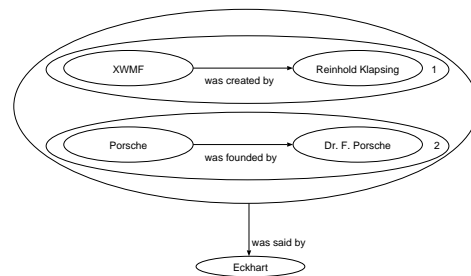 XWMF
Reinhold Klapsing
1
was created by
Porsche
Dr. F. Porsche
2
was founded by
was said by
Eckhart